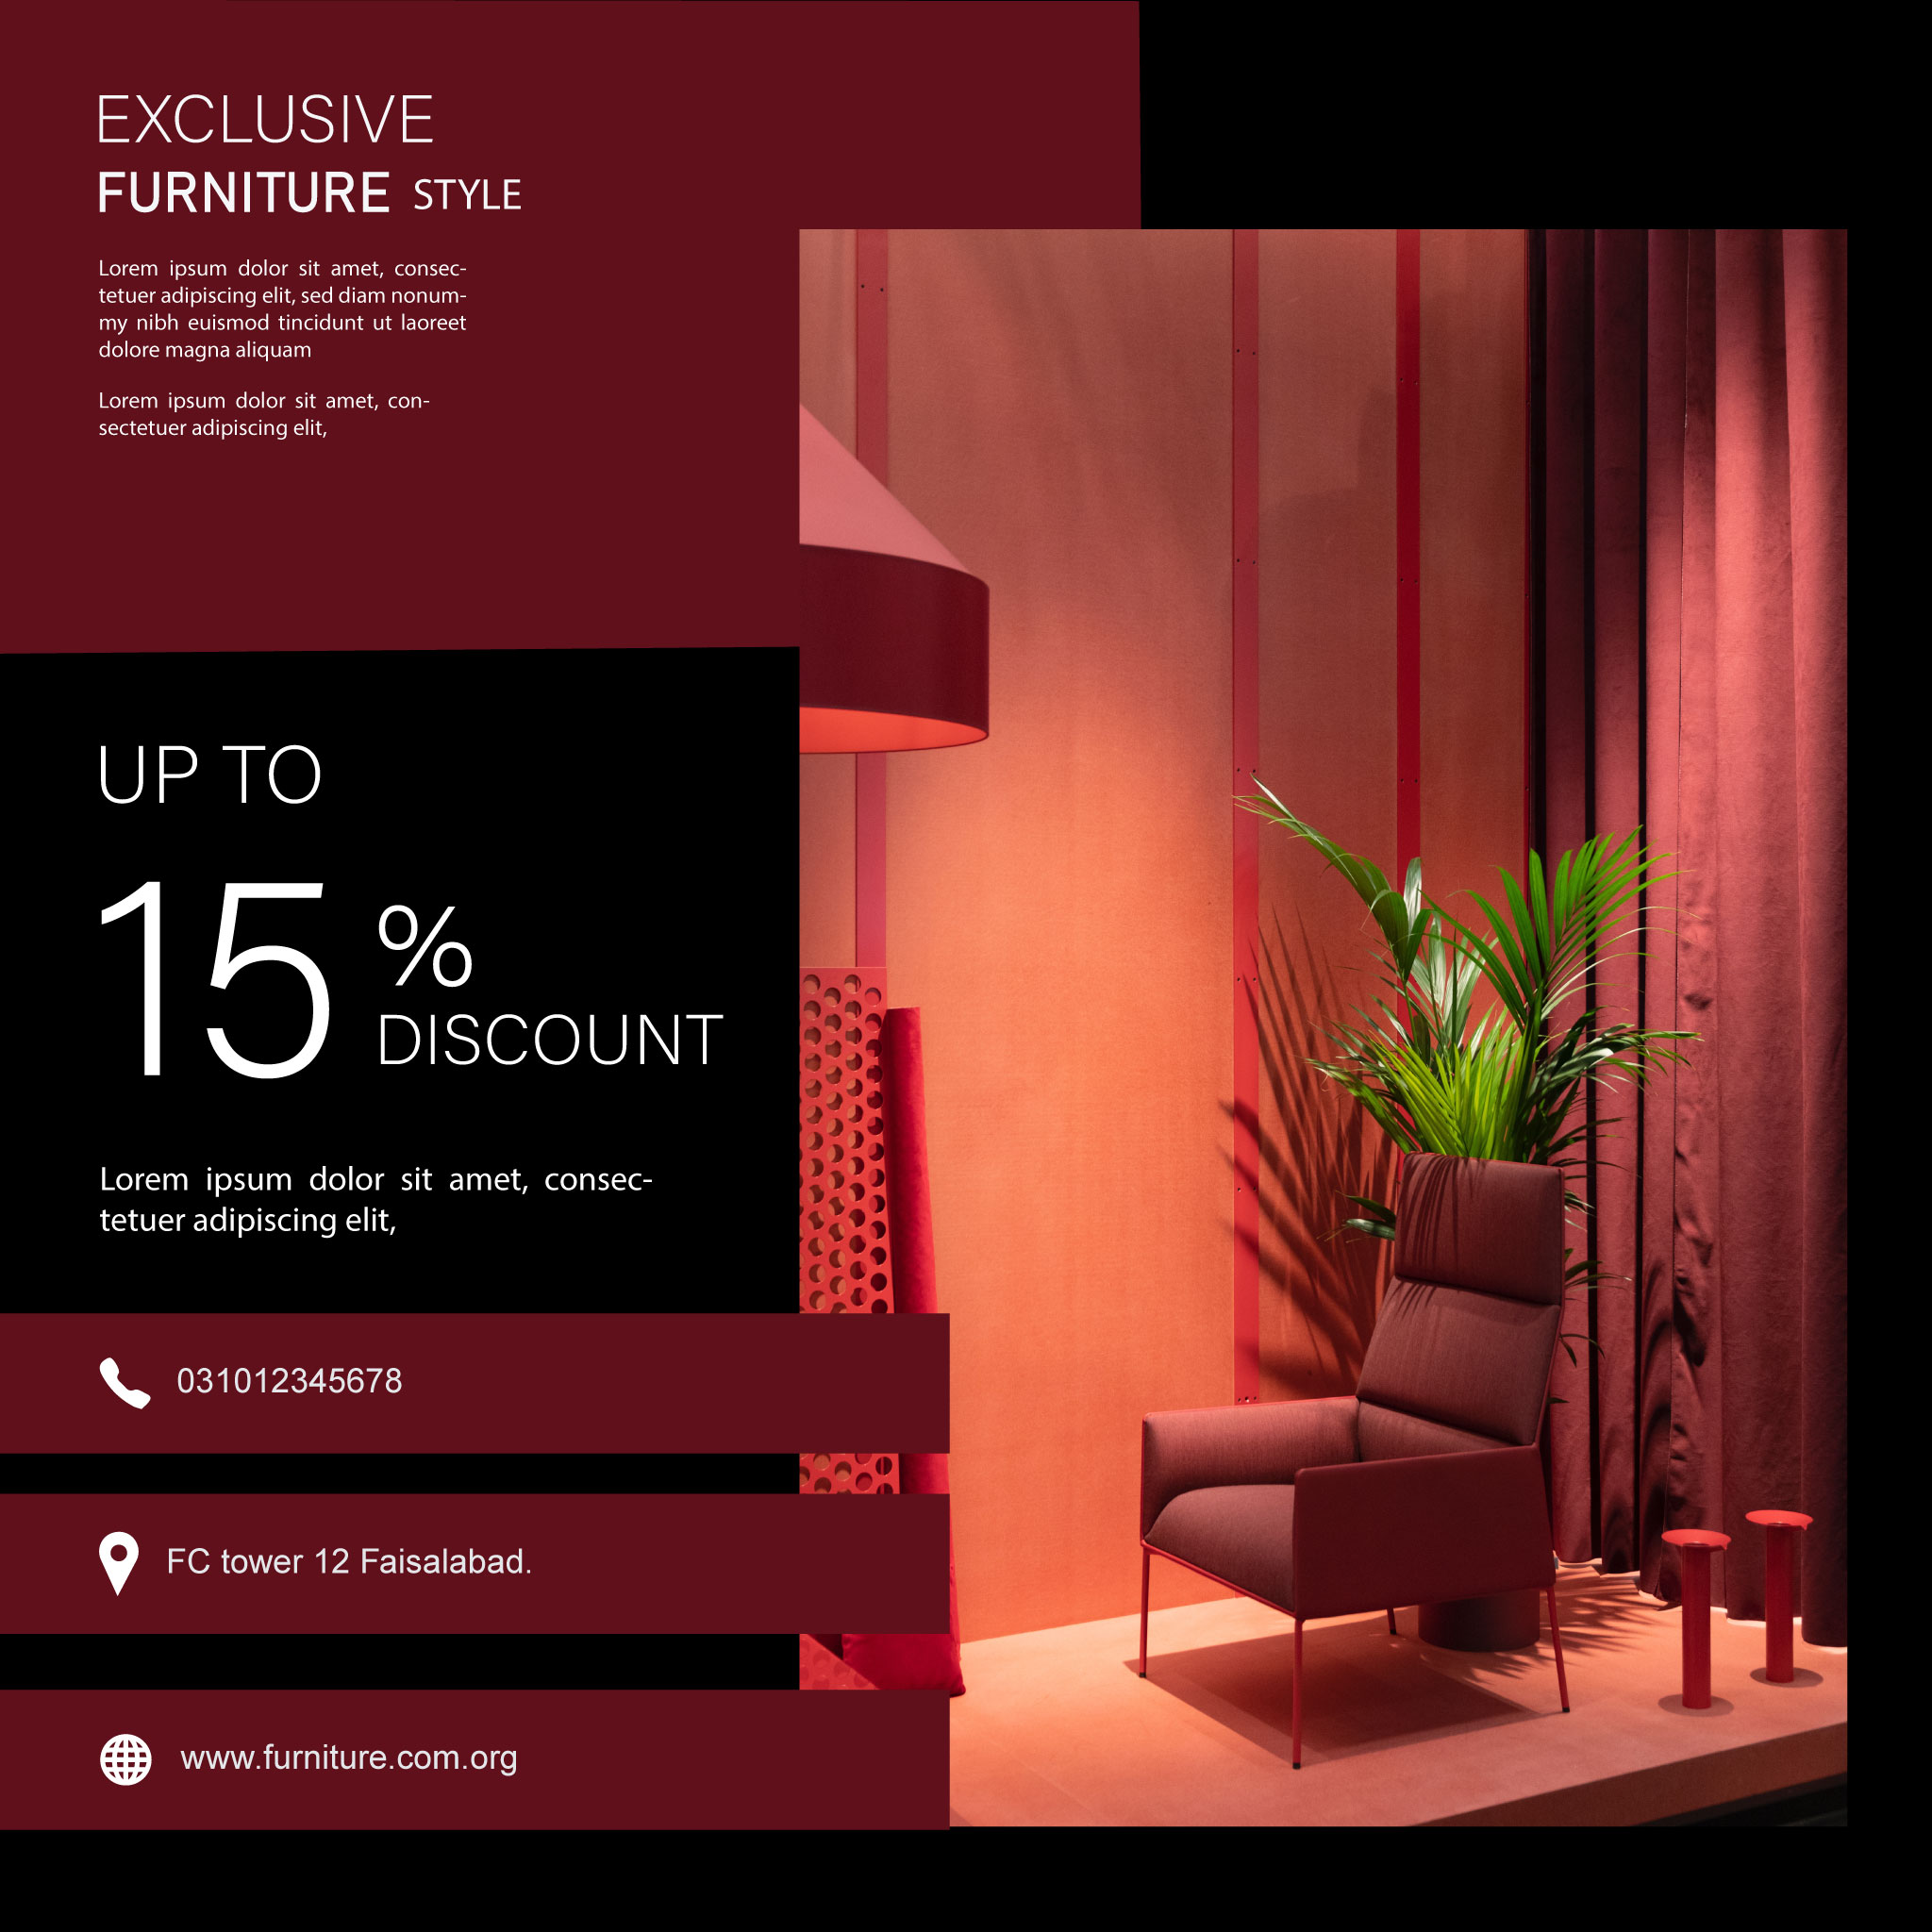 EXCLUSIVE
FURNITURE STYLE
Lorem ipsum dolor sit amet, consec-
tetuer adipiscing elit, sed diam nonum-
my nibh euismod tincidunt ut laoreet
dolore magna aliquam
Lorem ipsum dolor sit amet, con-
sectetuer adipiscing elit,
UP TO
15 %
DISCOUNT
Lorem ipsum dolor sit amet, consec-
tetuer adipiscing elit,
031012345678
FC tower 12 Faisalabad.
www.furniture.com.org